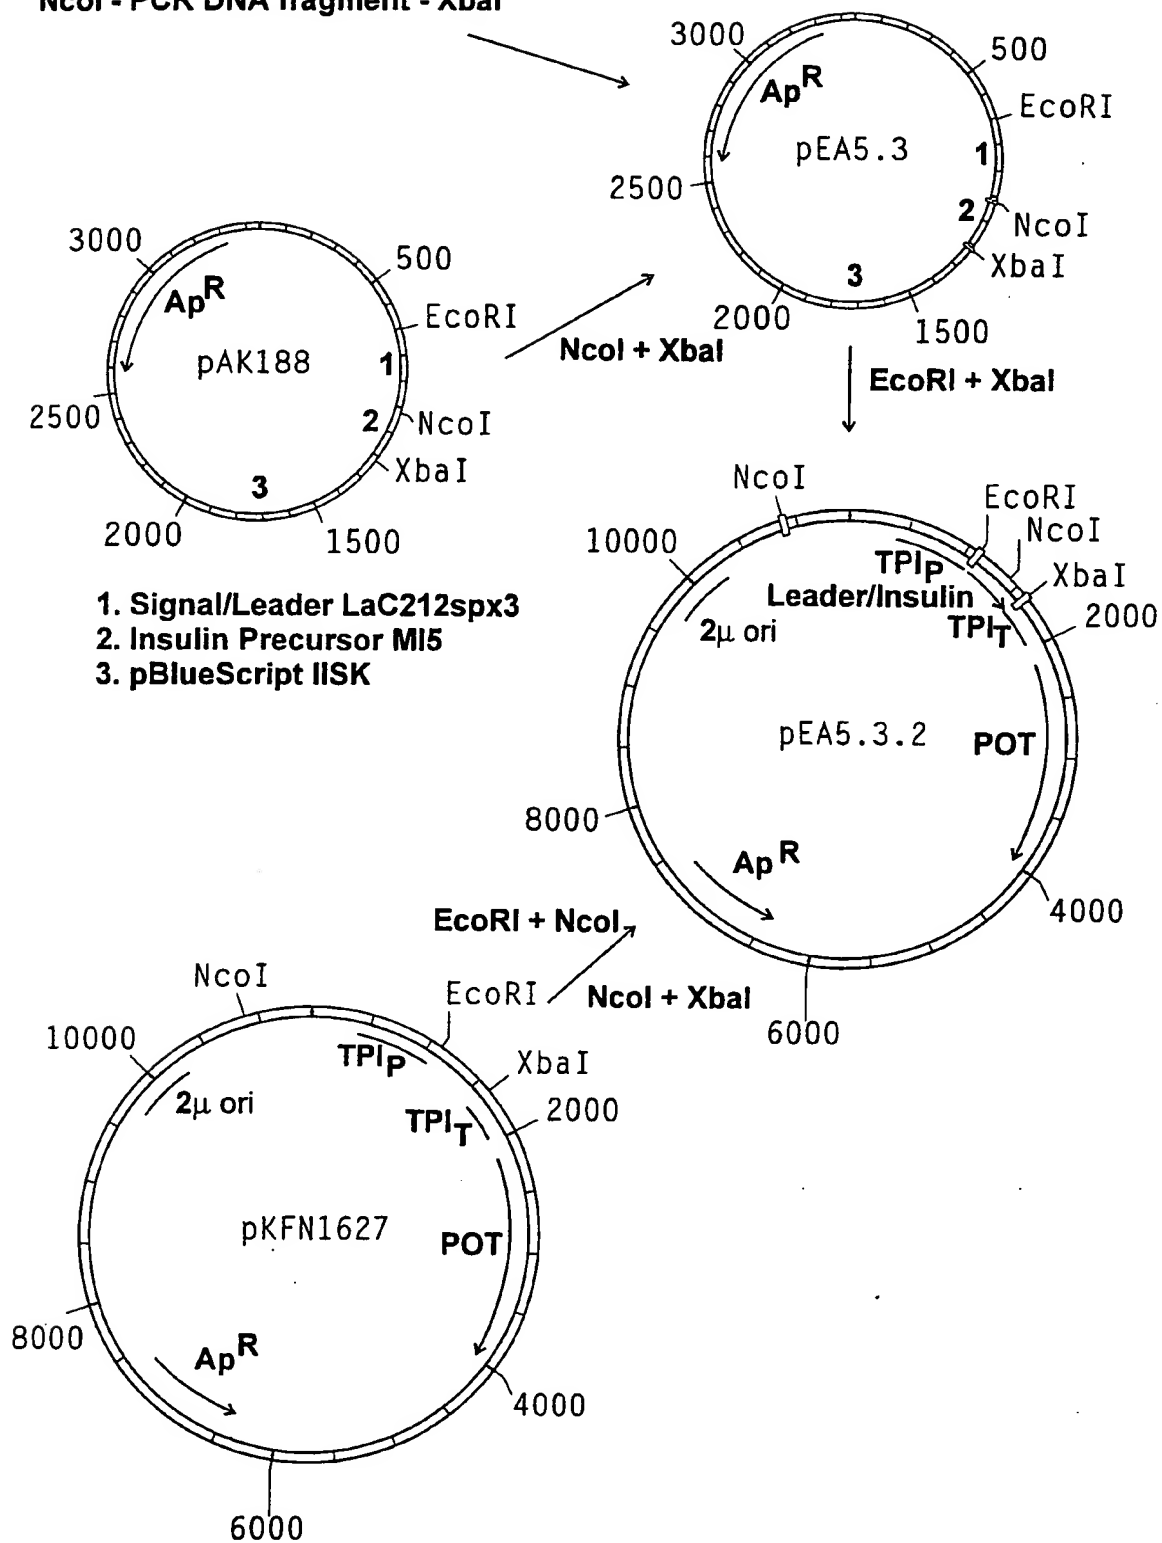 NcoI - PCR DNA fragment - XbaI
3000
500
ApR
EcoRI
pEA5.3
1
2500
2
NcoI
XbaI
3
2000
1500
3000
500
ApR
EcoRI
pAK188
1
2500
2
NcoI
XbaI
3
2000
1500
NcoI + XbaI
EcoRI + XbaI
1. Signal/Leader LaC212spx3
2. Insulin Precursor MI5
3. pBlueScript IISK
NcoI
EcoRI
NcoI
XbaI
10000
TPIP
Leader/Insulin
TPIT
2000
2µ ori
pEA5.3.2
POT
8000
ApR
4000
6000
EcoRI + NcoI
NcoI + XbaI
NcoI
EcoRI
10000
TPIP
XbaI
2µ ori
TPIT
2000
pKFN1627
POT
8000
ApR
4000
6000